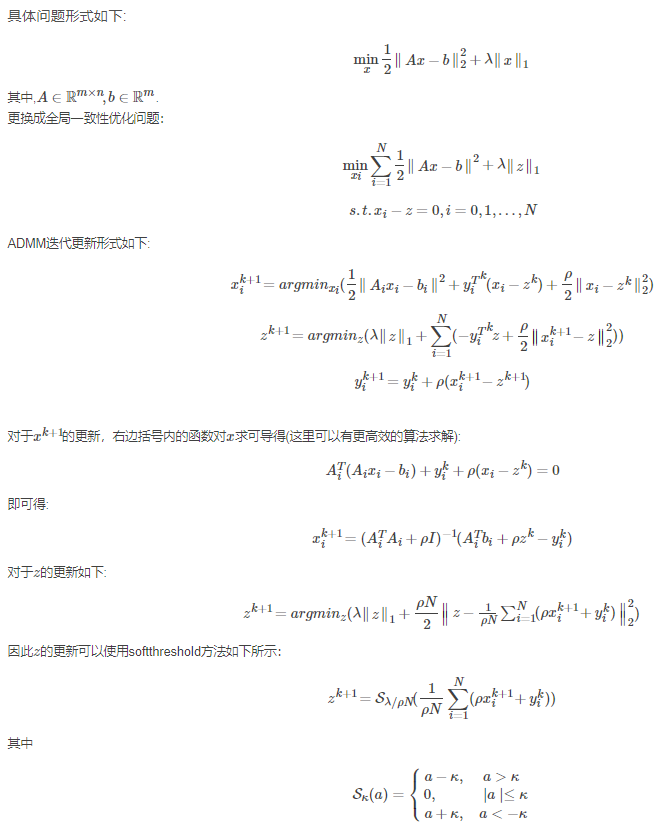 具体问题形式如下:
$\min_{x} \frac{1}{2} \| Ax - b \|_2^2 + \lambda \| x \|_1$
其中,$A \in \mathbb{R}^{m \times n}, b \in \mathbb{R}^m$.
更换成全局一致性优化问题：
$\min_{xi} \sum_{i=1}^{N} \frac{1}{2} \| Ax - b \|^2 + \lambda \| z \|_1$
$s.t. x_i - z = 0, i = 0, 1, \ldots, N$
ADMM迭代更新形式如下:
$x_i^{k+1} = argmin_{x_i} (\frac{1}{2} \| A_i x_i - b_i \|^2 + y_i^{T^k} (x_i - z^k) + \frac{\rho}{2} \| x_i - z^k \|_2^2)$
$z^{k+1} = argmin_z (\lambda \| z \|_1 + \sum_{i=1}^{N} (-y_i^{T^k} z + \frac{\rho}{2} \| x_i^{k+1} - z \|_2^2))$
$y_i^{k+1} = y_i^k + \rho (x_i^{k+1} - z^{k+1})$
对于$x^{k+1}$的更新，右边括号内的函数对$x$求可导得(这里可以有更高效的算法求解):
$A_i^T (A_i x_i - b_i) + y_i^k + \rho (x_i - z^k) = 0$
即可得:
$x_i^{k+1} = (A_i^T A_i + \rho I)^{-1} (A_i^T b_i + \rho z^k - y_i^k)$
对于$z$的更新如下:
$z^{k+1} = argmin_z (\lambda \| z \|_1 + \frac{\rho N}{2} \| z - \frac{1}{\rho N} \sum_{i=1}^{N} (\rho x_i^{k+1} + y_i^k) \|_2^2)$
因此$z$的更新可以使用softthreshold方法如下所示：
$z^{k+1} = \mathcal{S}_{\lambda / \rho N} (\frac{1}{\rho N} \sum_{i=1}^{N} (\rho x_i^{k+1} + y_i^k))$
其中
$\mathcal{S}_\kappa (a) = \begin{cases} a - \kappa, & a > \kappa \\ 0, & |a| \leq \kappa \\ a + \kappa, & a < -\kappa \end{cases}$